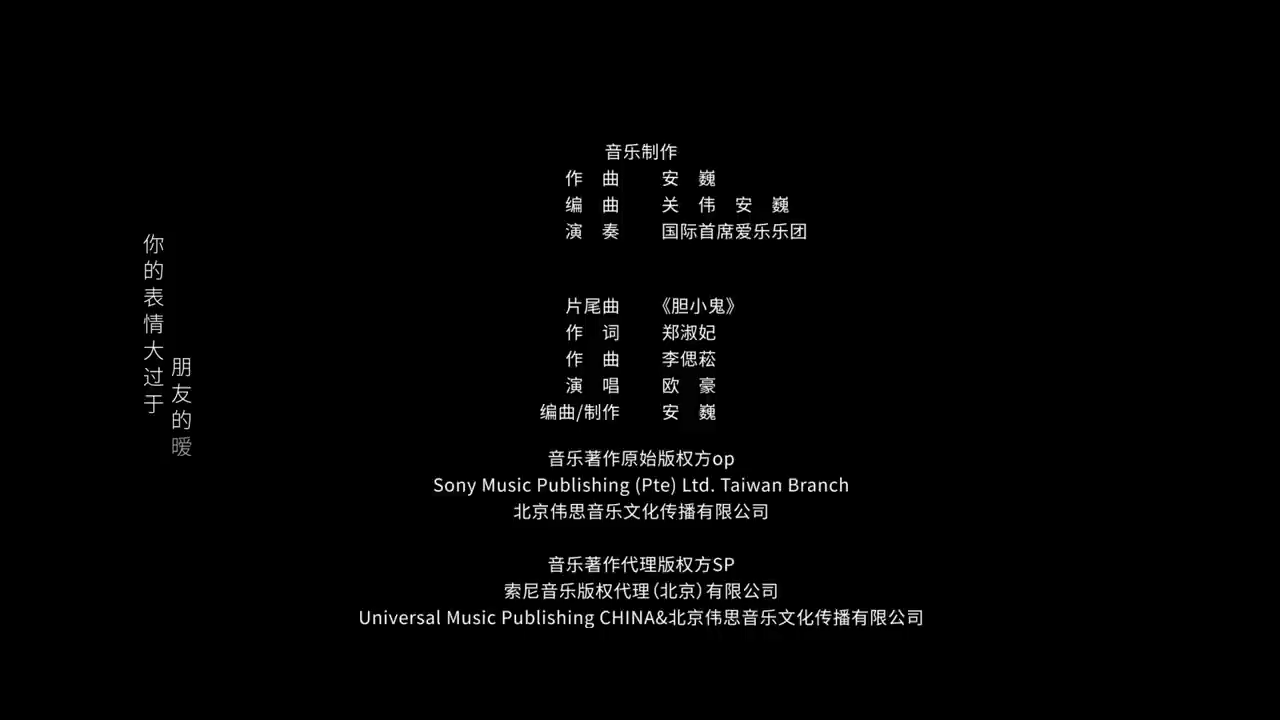 音乐制作
作 曲 安 巍
编 曲 关 伟 安 巍
演 奏 国际首席爱乐乐团
片尾曲 《胆小鬼》
作 词 郑淑妃
作 曲 李偲菘
演 唱 欧 豪
编曲/制作 安 巍
音乐著作原始版权方op
Sony Music Publishing (Pte) Ltd. Taiwan Branch
北京伟思音乐文化传播有限公司
音乐著作代理版权方SP
索尼音乐版权代理(北京)有限公司
Universal Music Publishing CHINA&北京伟思音乐文化传播有限公司
你的表情大过于
朋友的暧